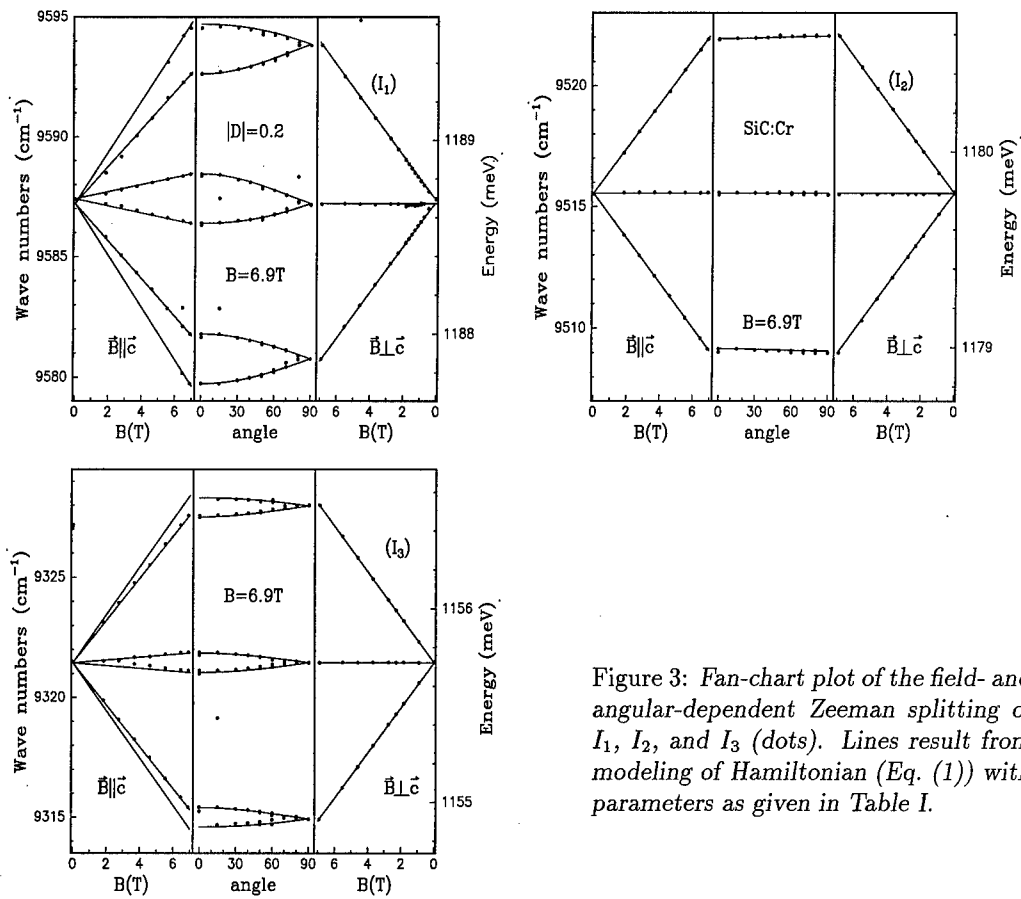 9595
9590
9585
9580
Wave numbers (cm⁻¹)
(I₁)
|D|=0.2
B=6.9T
B⃗||c⃗
B⃗⊥c⃗
1189
1188
Energy (meV)
0 2 4 6 0 30 60 90 6 4 2 0
B(T) angle B(T)
9520
9515
9510
Wave numbers (cm⁻¹)
(I₂)
SiC:Cr
B=6.9T
B⃗||c⃗
B⃗⊥c⃗
1180
1179
Energy (meV)
0 2 4 6 0 30 60 90 6 4 2 0
B(T) angle B(T)
9325
9320
9315
Wave numbers (cm⁻¹)
(I₃)
B=6.9T
B⃗||c⃗
B⃗⊥c⃗
1156
1155
Energy (meV)
0 2 4 6 0 30 60 90 6 4 2 0
B(T) angle B(T)
Figure 3: Fan-chart plot of the field- and
angular-dependent Zeeman splitting o
I₁, I₂, and I₃ (dots). Lines result from
modeling of Hamiltonian (Eq. (1)) with
parameters as given in Table I.